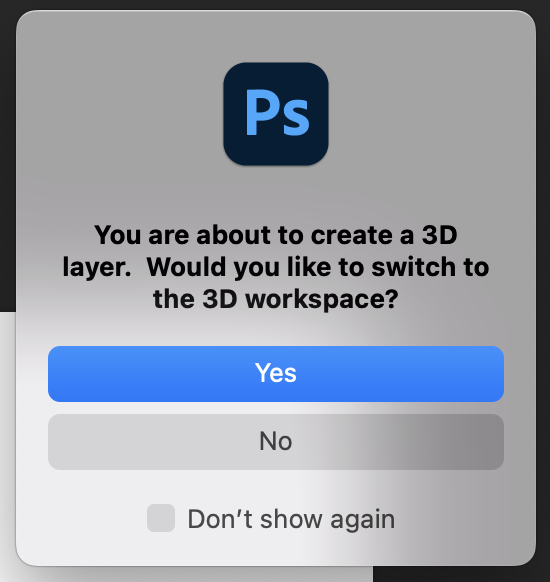 Ps
You are about to create a 3D
layer.  Would you like to switch to
the 3D workspace?
Yes
No
Don't show again